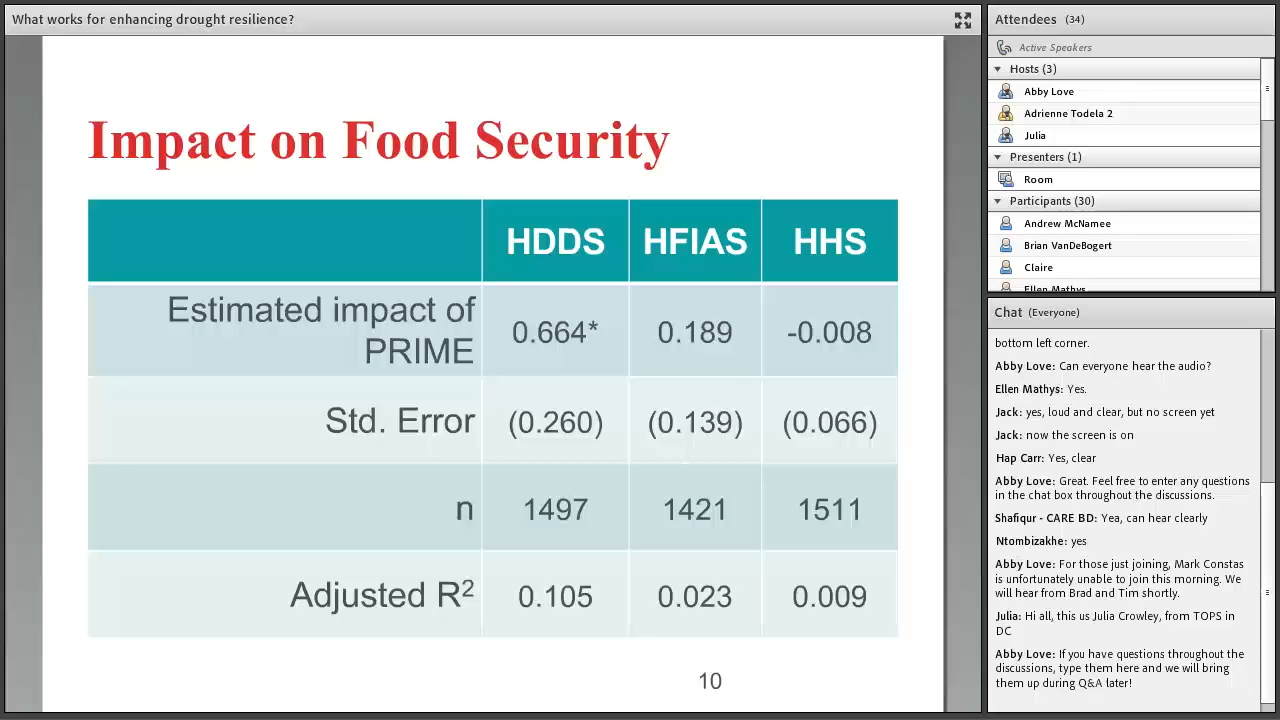 What works for enhancing drought resilience?
Impact on Food Security
HDDS HFIAS HHS
Estimated impact of
PRIME
0.664* 0.189 -0.008
Std. Error (0.260) (0.139) (0.066)
n 1497 1421 1511
Adjusted R² 0.105 0.023 0.009
10
Attendees (34)
Active Speakers
Hosts (3)
Abby Love
Adrienne Todela 2
Julia
Presenters (1)
Room
Participants (30)
Andrew McNamee
Brian VanDeBogert
Claire
Ellen Mathys
Chat (Everyone)
bottom left corner.
Abby Love: Can everyone hear the audio?
Ellen Mathys: Yes.
Jack: yes, loud and clear, but no screen yet
Jack: now the screen is on
Hap Carr: Yes, clear
Abby Love: Great. Feel free to enter any questions
in the chat box throughout the discussions.
Shafiqur - CARE BD: Yea, can hear clearly
Ntombizakhe: yes
Abby Love: For those just joining, Mark Constas
is unfortunately unable to join this morning. We
will hear from Brad and Tim shortly.
Julia: Hi all, this us Julia Crowley, from TOPS in
DC
Abby Love: If you have questions throughout the
discussions, type them here and we will bring
them up during Q&A later!